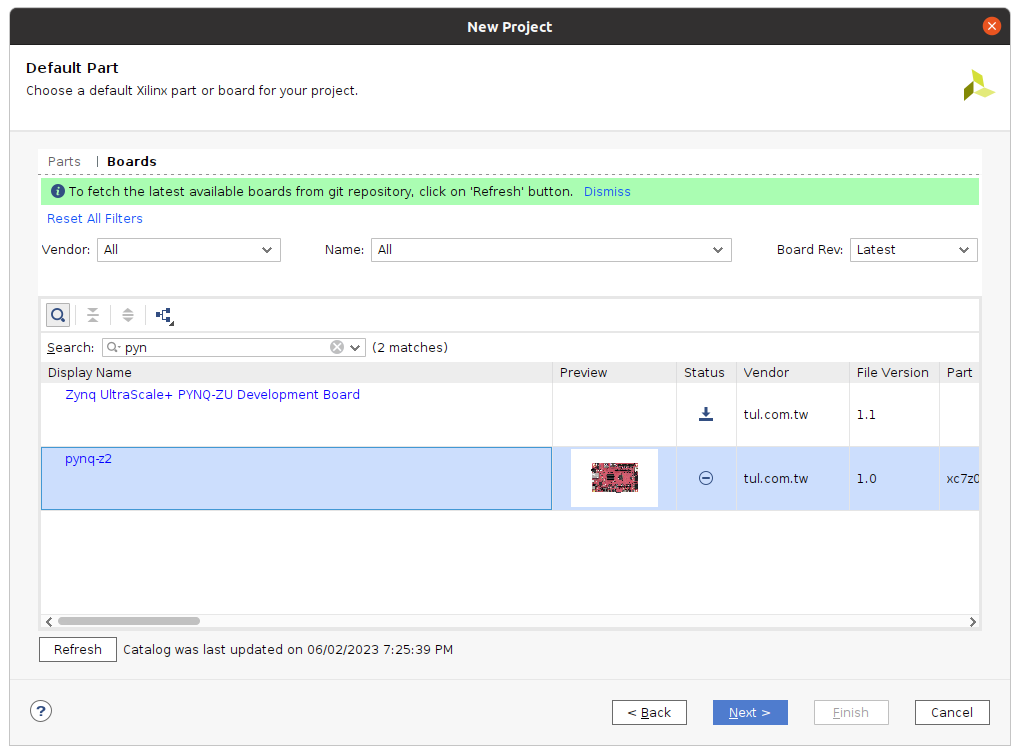 New Project
Default Part
Choose a default Xilinx part or board for your project.
Parts | Boards
To fetch the latest available boards from git repository, click on 'Refresh' button. Dismiss
Reset All Filters
Vendor: All Name: All Board Rev: Latest
Search: pyn (2 matches)
Display Name Preview Status Vendor File Version Part
Zynq UltraScale+ PYNQ-ZU Development Board tul.com.tw 1.1
pynq-z2 tul.com.tw 1.0 xc7z0
Refresh Catalog was last updated on 06/02/2023 7:25:39 PM
? < Back Next > Finish Cancel